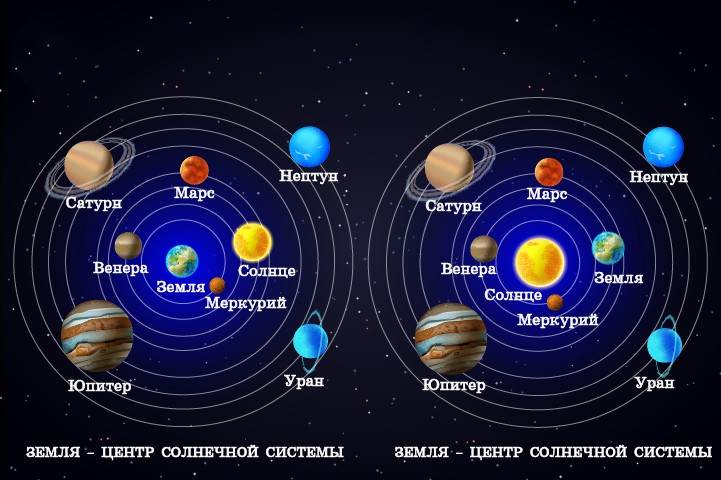 Сатурн
Марс
Нептун
Венера
Земля
Солнце
Меркурий
Юпитер
Уран
ЗЕМЛЯ – ЦЕНТР СОЛНЕЧНОЙ СИСТЕМЫ
Сатурн
Марс
Нептун
Венера
Солнце
Земля
Меркурий
Юпитер
Уран
ЗЕМЛЯ – ЦЕНТР СОЛНЕЧНОЙ СИСТЕМЫ